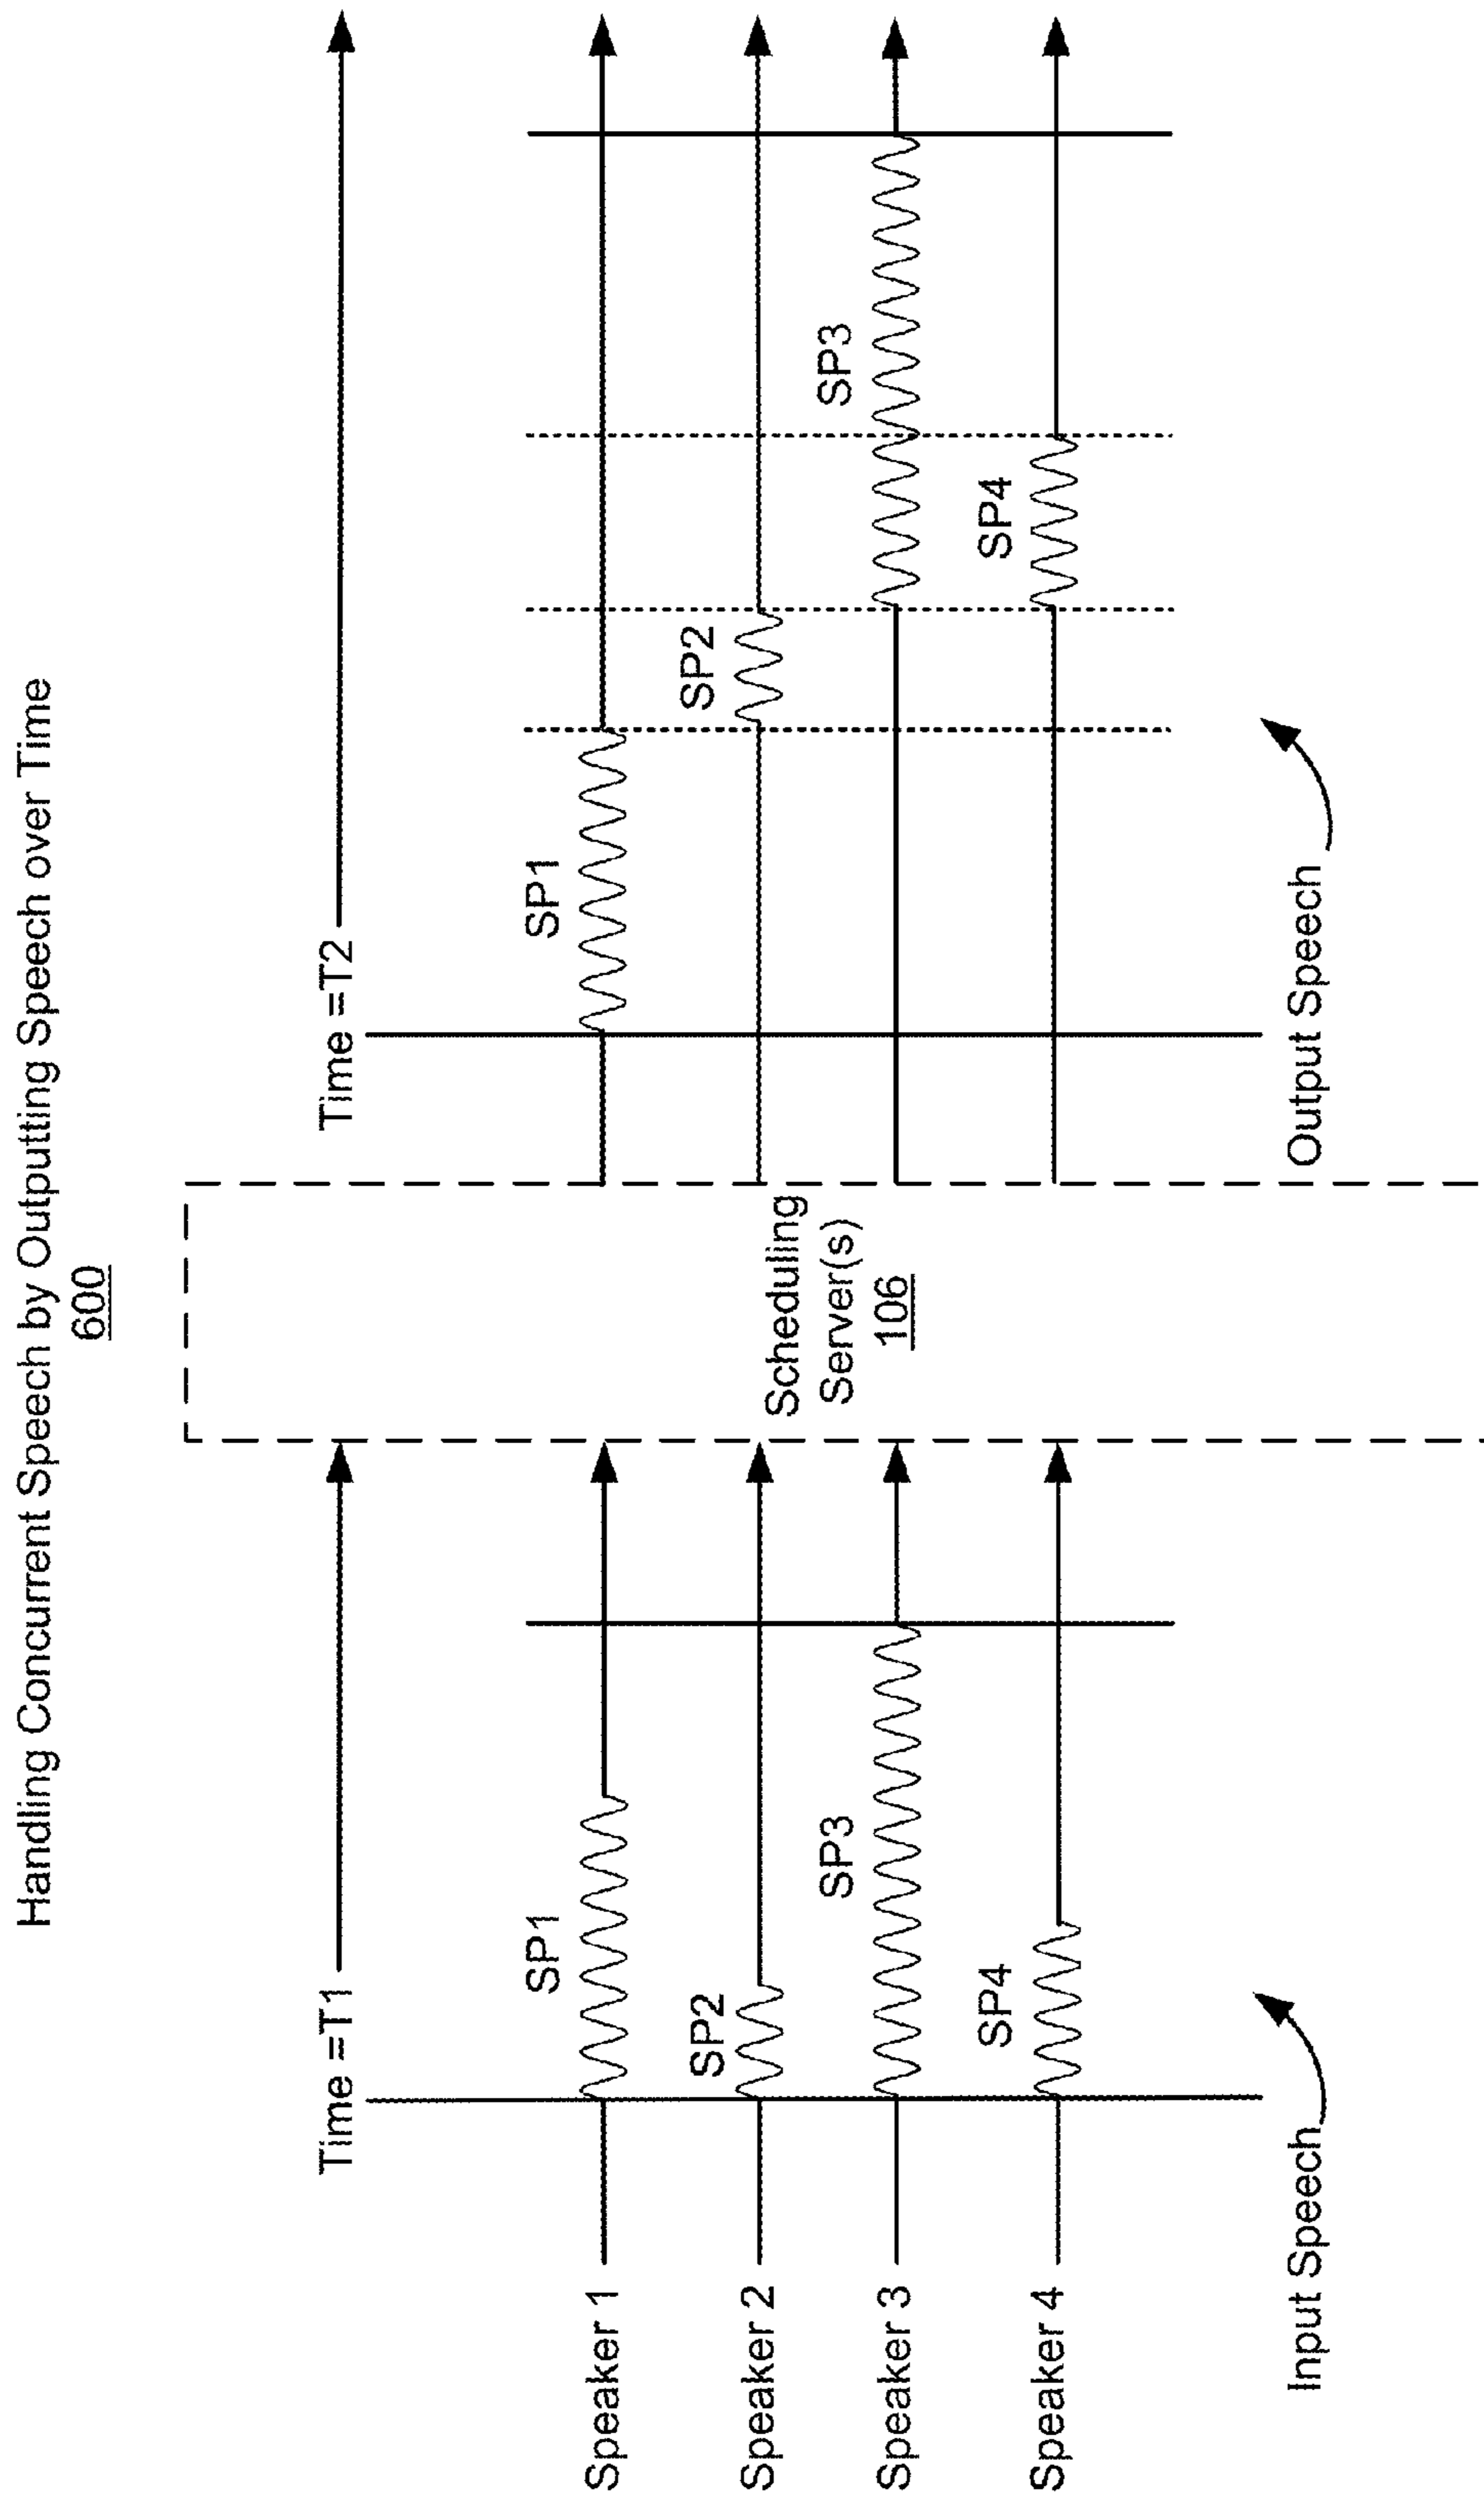 Handling Concurrent Speech by Outputting Speech over Time
600
Time =T1
Time =T2
Speaker 1
SP1
SP1
Speaker 2
SP2
SP2
Speaker 3
SP3
SP3
Speaker 4
SP4
SP4
Scheduling
Server(s)
106
Input Speech
Output Speech